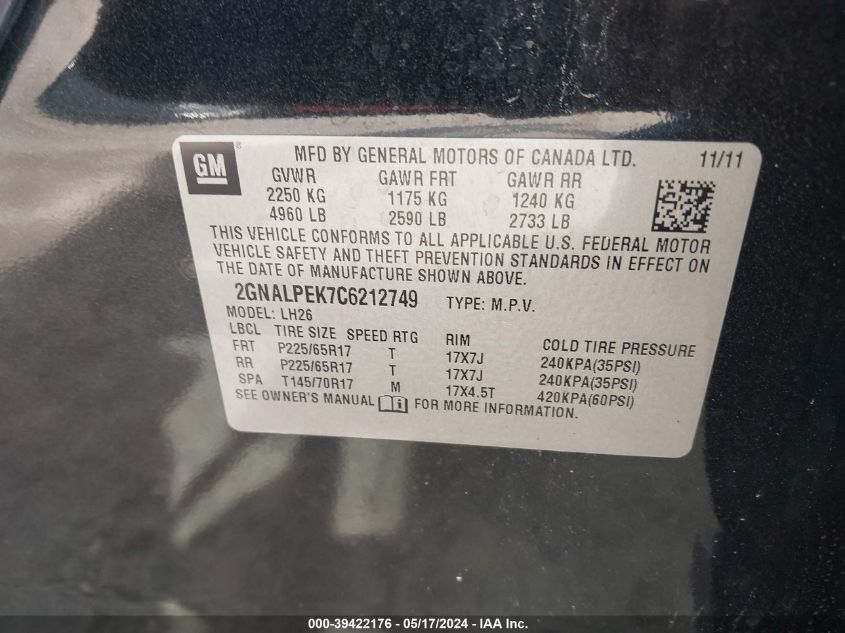 GM ®
MFD BY GENERAL MOTORS OF CANADA LTD. 11/11
GVWR GAWR FRT GAWR RR
2250 KG 1175 KG 1240 KG
4960 LB 2590 LB 2733 LB
THIS VEHICLE CONFORMS TO ALL APPLICABLE U.S. FEDERAL MOTOR
VEHICLE SAFETY AND THEFT PREVENTION STANDARDS IN EFFECT ON
THE DATE OF MANUFACTURE SHOWN ABOVE.
2GNALPEK7C6212749 TYPE: M.P.V.
MODEL: LH26
LBCL TIRE SIZE SPEED RTG RIM COLD TIRE PRESSURE
FRT P225/65R17 T 17X7J 240KPA(35PSI)
RR P225/65R17 T 17X7J 240KPA(35PSI)
SPA T145/70R17 M 17X4.5T 420KPA(60PSI)
SEE OWNER'S MANUAL FOR MORE INFORMATION.
000-39422176 - 05/17/2024 - IAA Inc.